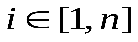 i ∈ [1, n]